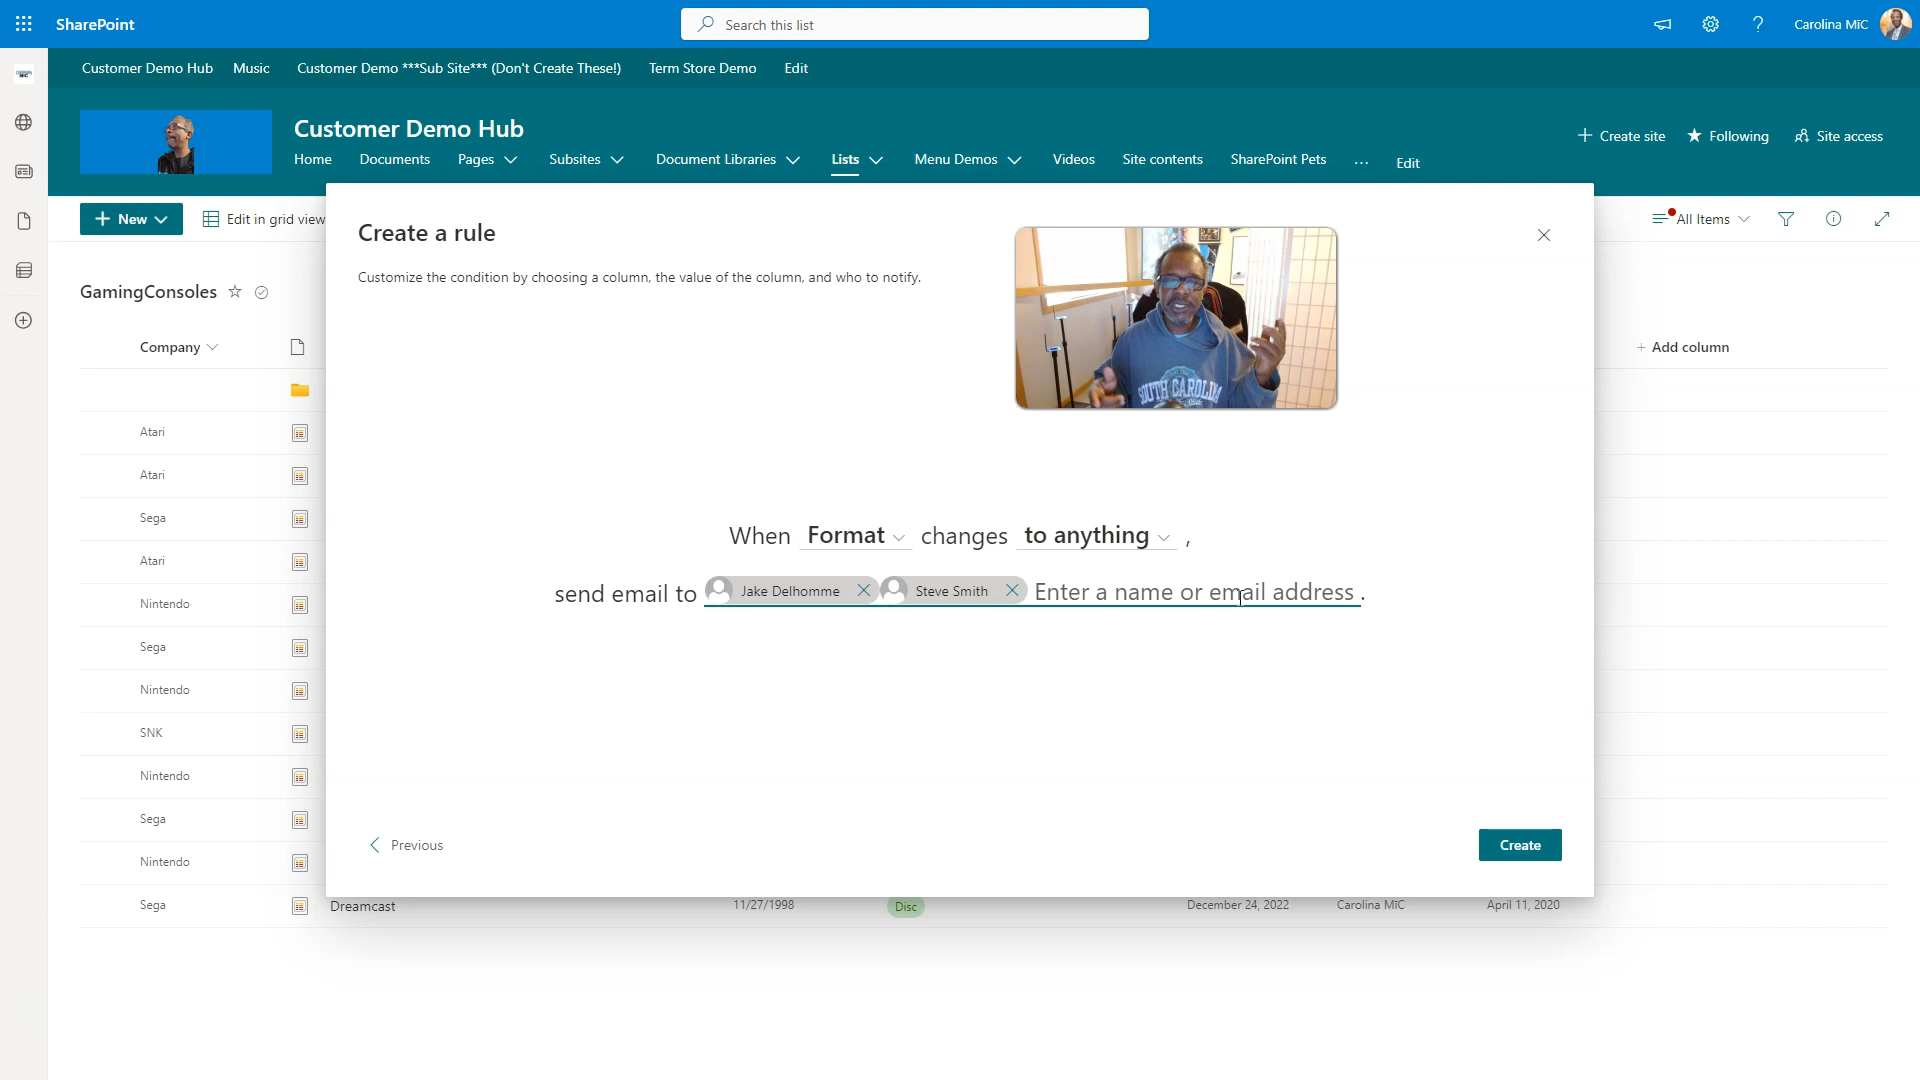 SharePoint
Search this list
Carolina MiC
Customer Demo Hub
Music
Customer Demo ***Sub Site*** (Don't Create These!)
Term Store Demo
Edit
Customer Demo Hub
Create site
Following
Site access
Home
Documents
Pages
Subsites
Document Libraries
Lists
Menu Demos
Videos
Site contents
SharePoint Pets
...
Edit
New
Edit in grid view
All Items
Create a rule
Customize the condition by choosing a column, the value of the column, and who to notify.
SOUTH CAROLINA
GamingConsoles
Company
Add column
Atari
Atari
Sega
Atari
Nintendo
Sega
Nintendo
SNK
Nintendo
Sega
Nintendo
When Format changes to anything ,
send email to Jake Delhomme Steve Smith Enter a name or email address .
Previous
Create
Sega
Dreamcast
11/27/1998
Disc
December 24, 2022
Carolina MiC
April 11, 2020